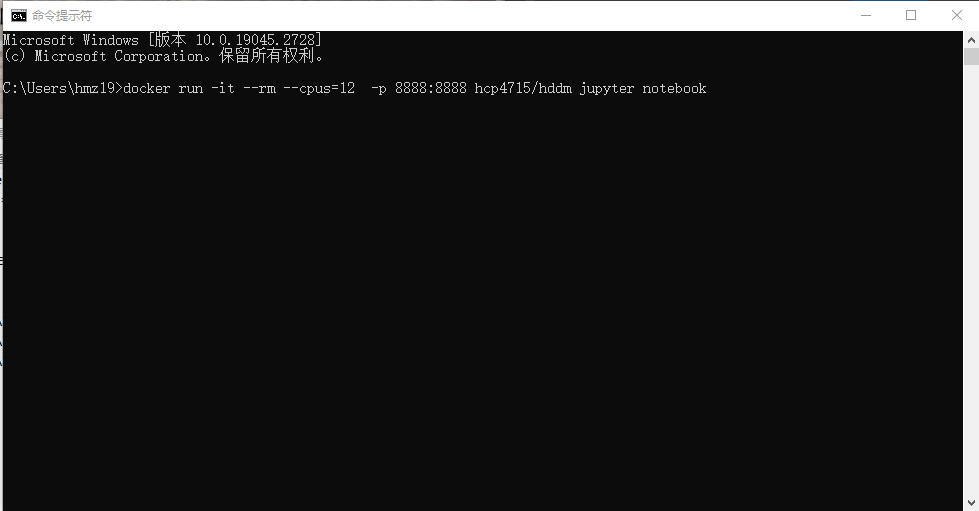 命令提示符
Microsoft Windows [版本 10.0.19045.2728]
(c) Microsoft Corporation。保留所有权利。
C:\Users\hmz19>docker run -it --rm --cpus=12  -p 8888:8888 hcp4715/hddm jupyter notebook